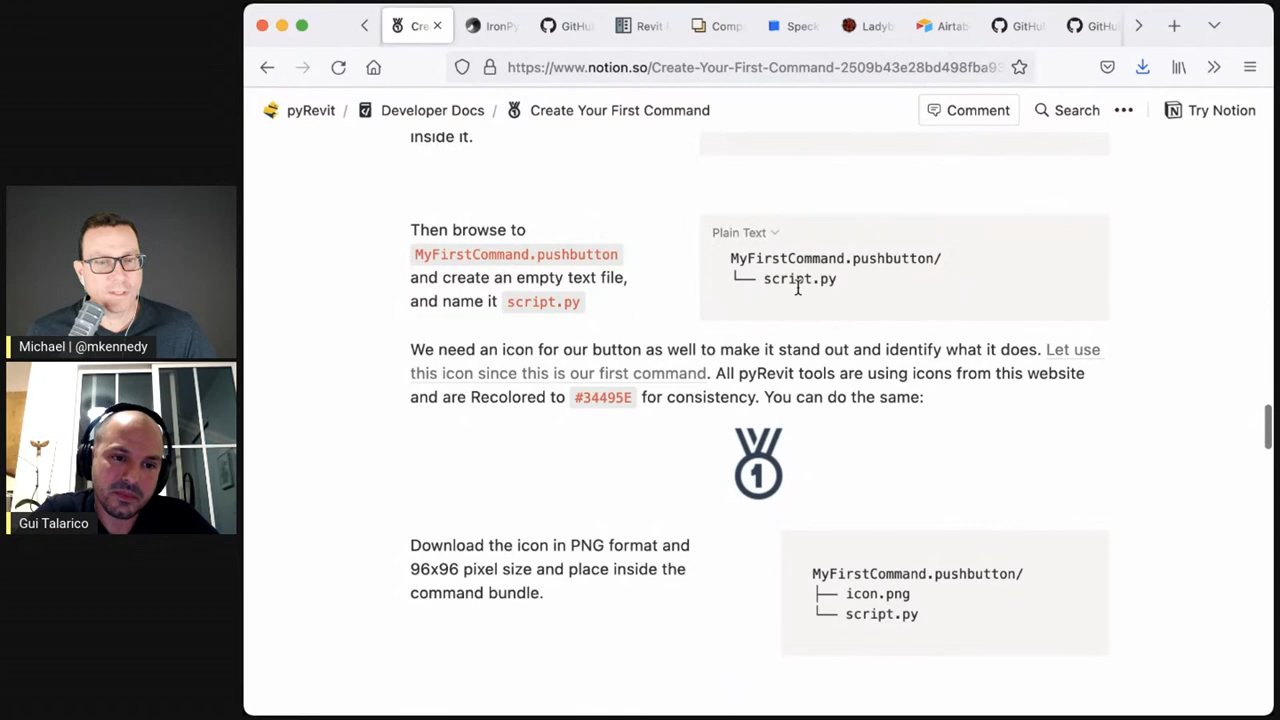 Cre
IronPy
GitHu
Revit
Comp
Speck
Ladyb
Airtab
GitHu
GitHu
https://www.notion.so/Create-Your-First-Command-2509b43e28bd498fba93
pyRevit / Developer Docs / Create Your First Command
Comment
Search
Try Notion
inside it.
Then browse to
MyFirstCommand.pushbutton
and create an empty text file,
and name it script.py
Plain Text
MyFirstCommand.pushbutton/
└── script.py
We need an icon for our button as well to make it stand out and identify what it does. Let use
this icon since this is our first command. All pyRevit tools are using icons from this website
and are Recolored to #34495E for consistency. You can do the same:
1
Download the icon in PNG format and
96x96 pixel size and place inside the
command bundle.
MyFirstCommand.pushbutton/
├── icon.png
└── script.py
Michael | @mkennedy
Gui Talarico